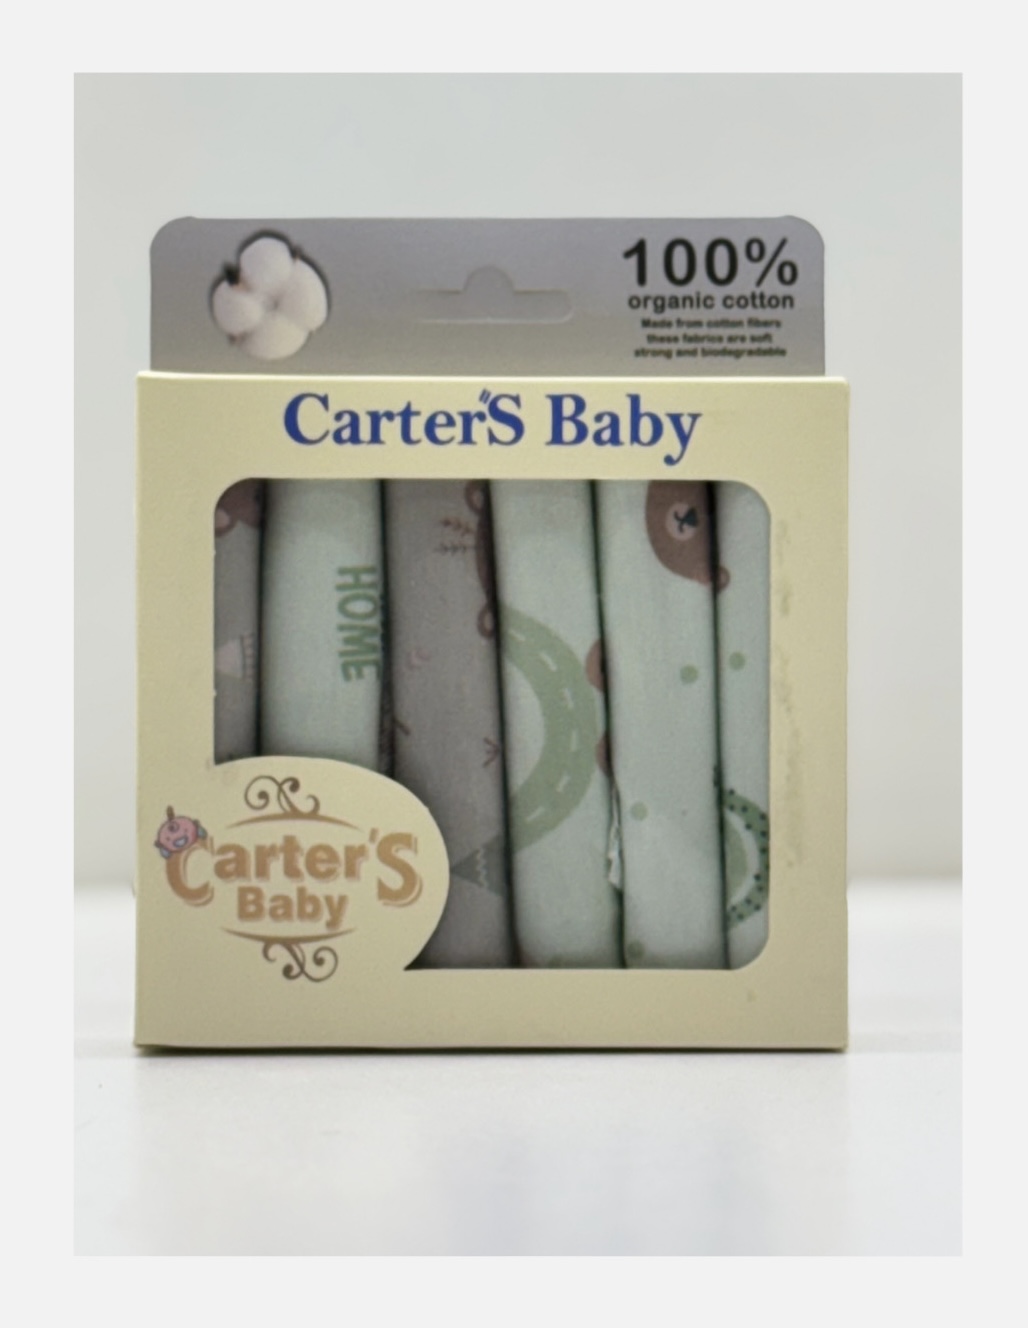 100%
organic cotton
Made from cotton fibers
these fabrics are soft
strong and biodegradable
Carter"S Baby
HOME
Carter'S
Baby